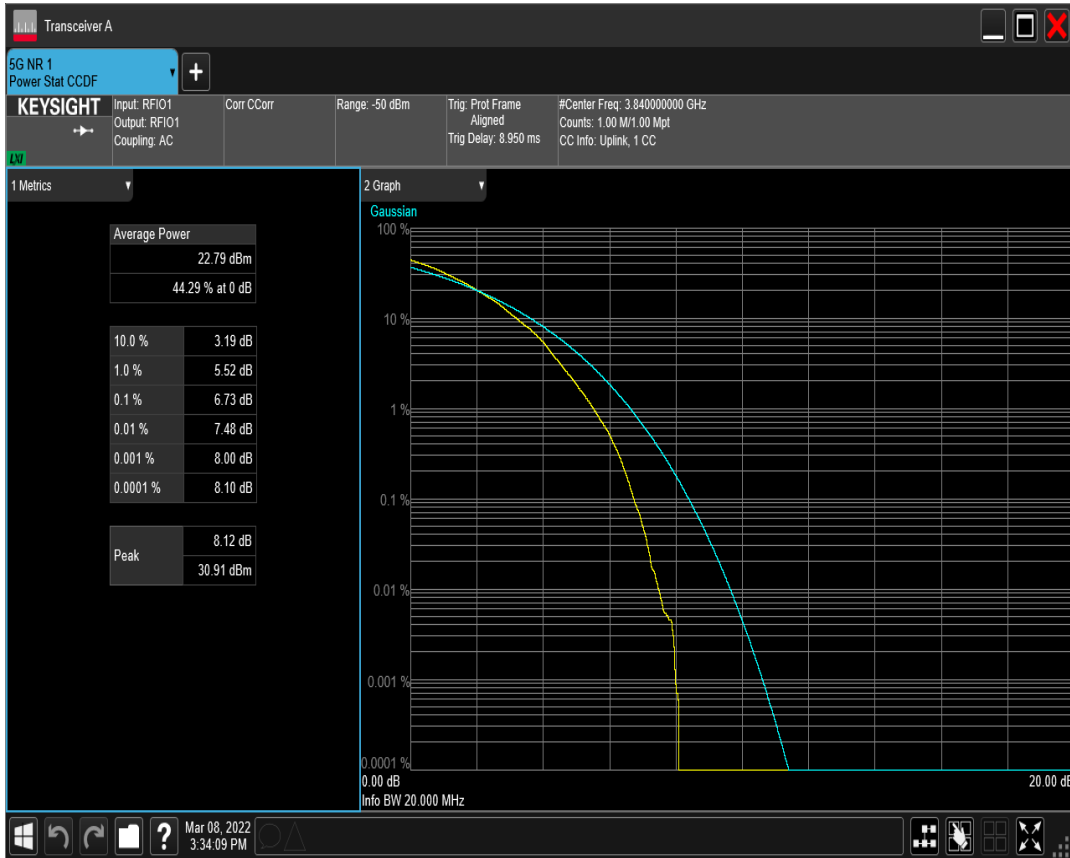 Transceiver A
5G NR 1
Power Stat CCDF
+
KEYSIGHT
LXI
Input: RFIO1
Output: RFIO1
Coupling: AC
Corr CCorr
Range: -50 dBm
Trig: Prot Frame
Aligned
Trig Delay: 8.950 ms
#Center Freq: 3.840000000 GHz
Counts: 1.00 M/1.00 Mpt
CC Info: Uplink, 1 CC
1 Metrics
Average Power
22.79 dBm
44.29 % at 0 dB
10.0 % 3.19 dB
1.0 % 5.52 dB
0.1 % 6.73 dB
0.01 % 7.48 dB
0.001 % 8.00 dB
0.0001 % 8.10 dB
Peak 8.12 dB
30.91 dBm
2 Graph
Gaussian
100 %
10 %
1 %
0.1 %
0.01 %
0.001 %
0.0001 %
0.00 dB 20.00 dB
Info BW 20.000 MHz
?
Mar 08, 2022
3:34:09 PM